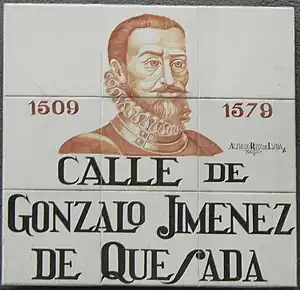 1509 1579
CALLE DE
GONZALO JIMENEZ
DE QUESADA